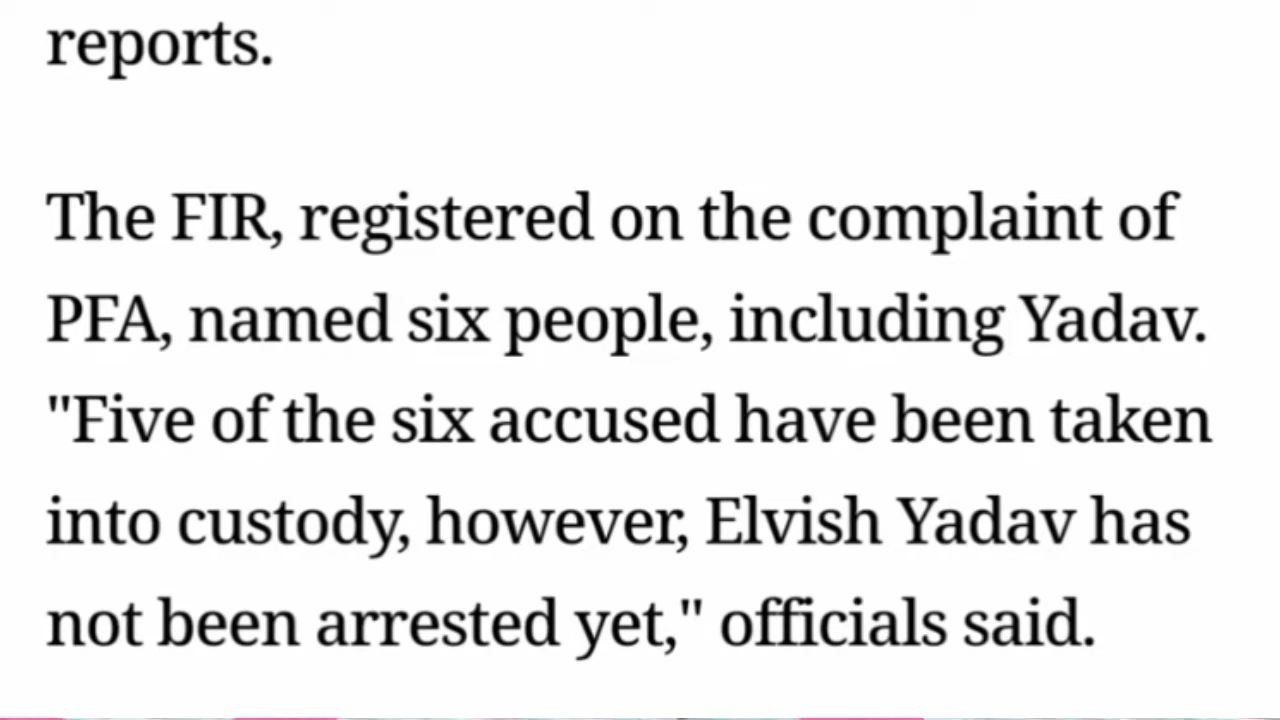 reports.
The FIR, registered on the complaint of
PFA, named six people, including Yadav.
"Five of the six accused have been taken
into custody, however, Elvish Yadav has
not been arrested yet," officials said.